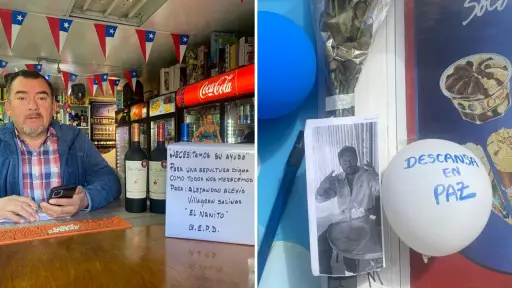 Coca-Cola
¡NECESITAMOS SU AYUDA!
PARA UNA SEPULTURA DIGNA
COMO TODOS NOS MERECEMOS
PARA: ALEJANDRO ALEXIS
VILLAGRAN SALINAS
"EL NANITO"
Q.E.P.D.
DESCANSA
EN
PAZ